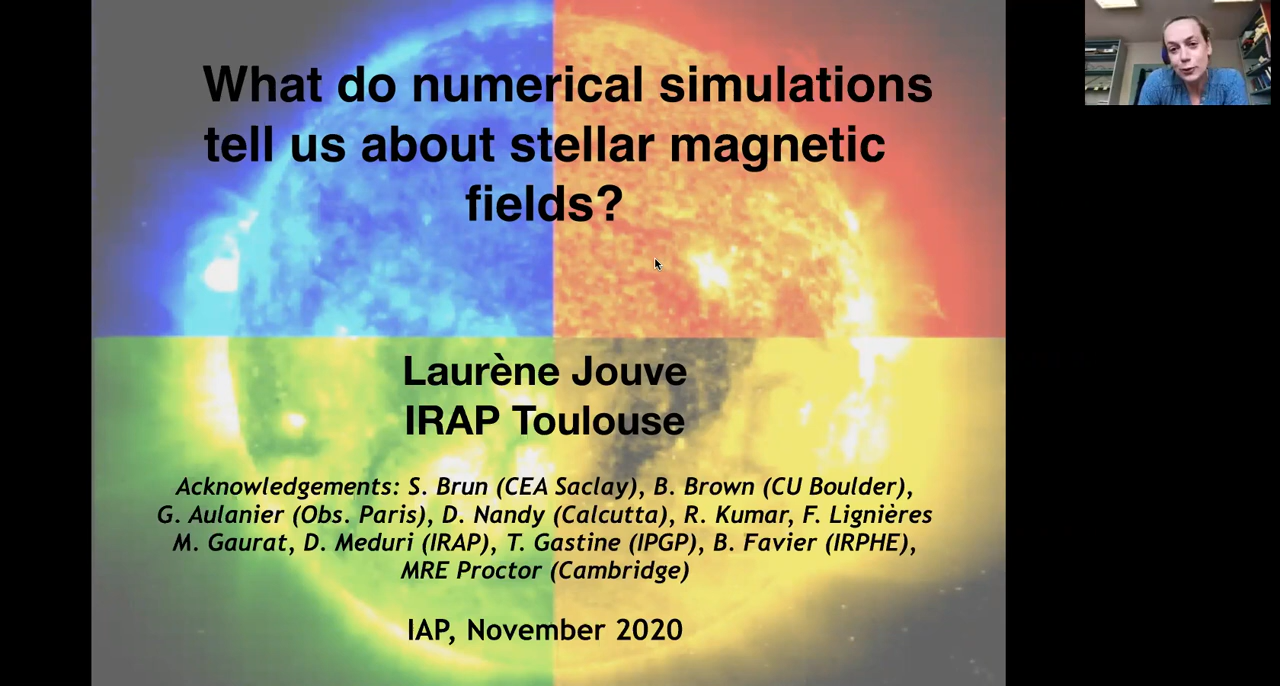 What do numerical simulations
tell us about stellar magnetic
fields?
Laurène Jouve
IRAP Toulouse
Acknowledgements: S. Brun (CEA Saclay), B. Brown (CU Boulder),
G. Aulanier (Obs. Paris), D. Nandy (Calcutta), R. Kumar, F. Lignières
M. Gaurat, D. Meduri (IRAP), T. Gastine (IPGP), B. Favier (IRPHE),
MRE Proctor (Cambridge)
IAP, November 2020